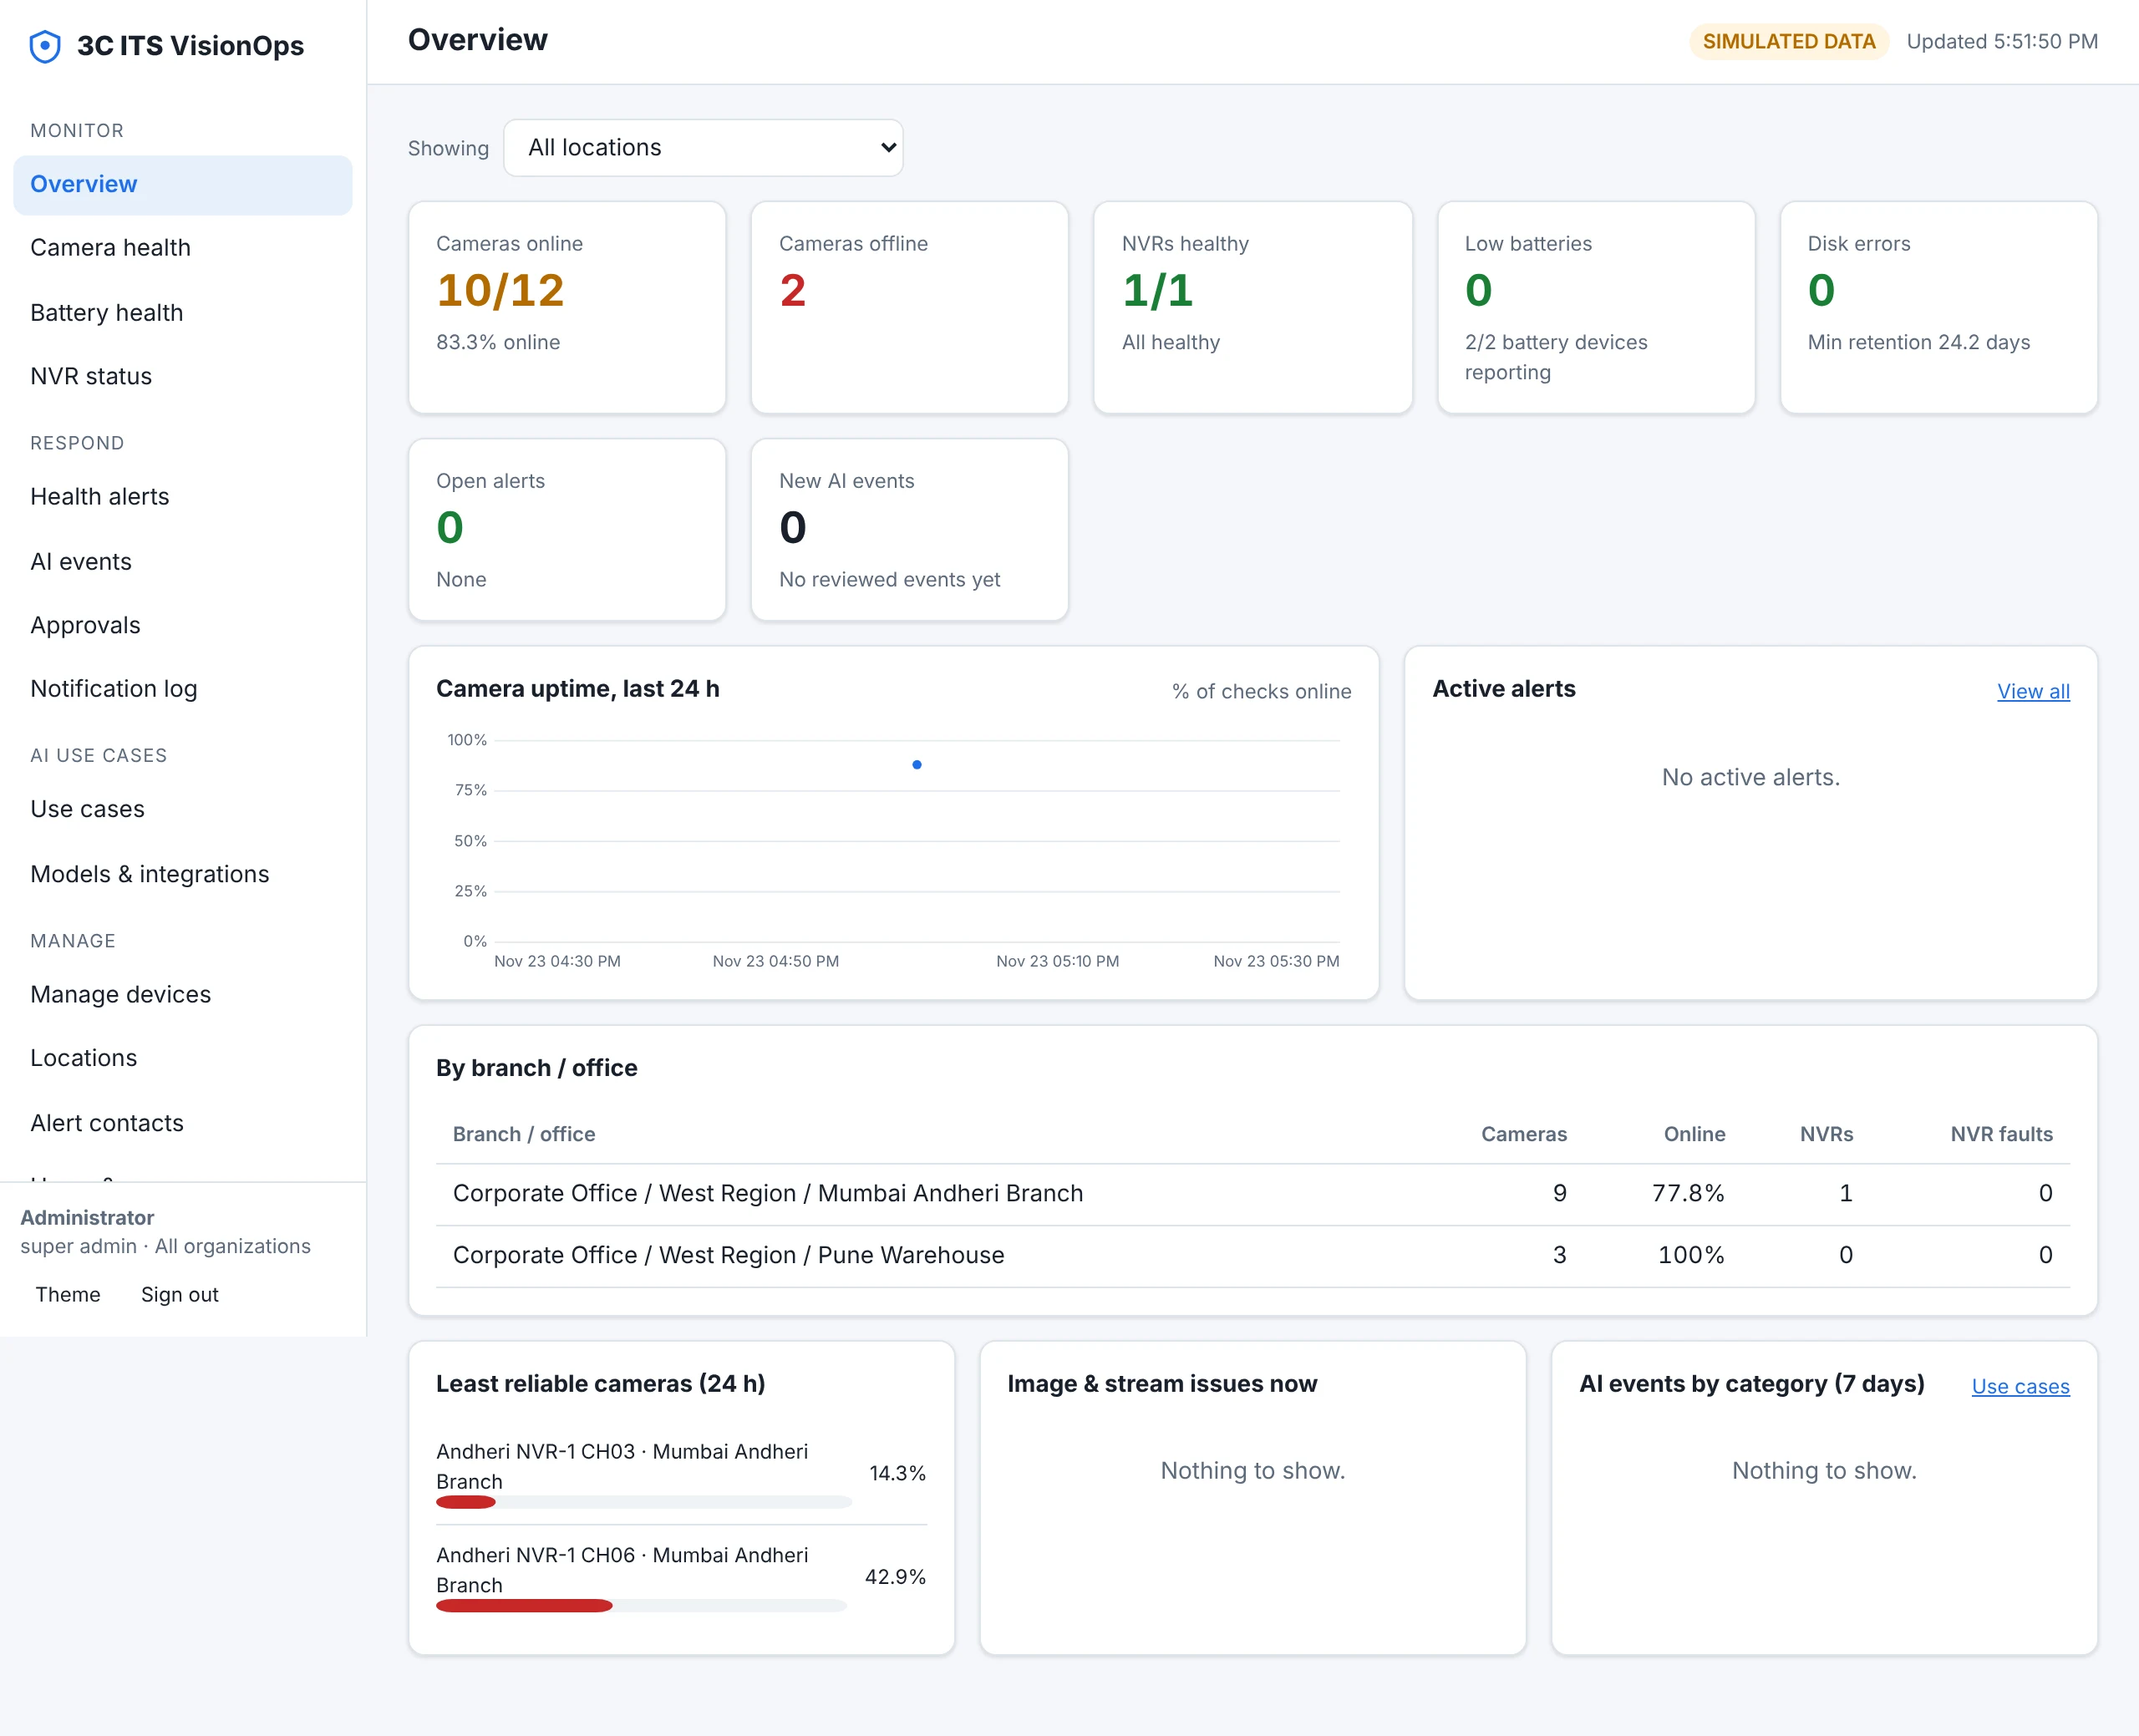 3C ITS VisionOps
MONITOR
Overview
Camera health
Battery health
NVR status
RESPOND
Health alerts
AI events
Approvals
Notification log
AI USE CASES
Use cases
Models & integrations
MANAGE
Manage devices
Locations
Alert contacts
Administrator
super admin · All organizations
Theme Sign out
Overview
SIMULATED DATA Updated 5:51:50 PM
Showing All locations
Cameras online
10/12
83.3% online
Cameras offline
2
NVRs healthy
1/1
All healthy
Low batteries
0
2/2 battery devices
reporting
Disk errors
0
Min retention 24.2 days
Open alerts
0
None
New AI events
0
No reviewed events yet
Camera uptime, last 24 h % of checks online
100%
75%
50%
25%
0%
Nov 23 04:30 PM Nov 23 04:50 PM Nov 23 05:10 PM Nov 23 05:30 PM
Active alerts View all
No active alerts.
By branch / office
Branch / office Cameras Online NVRs NVR faults
Corporate Office / West Region / Mumbai Andheri Branch 9 77.8% 1 0
Corporate Office / West Region / Pune Warehouse 3 100% 0 0
Least reliable cameras (24 h)
Andheri NVR-1 CH03 · Mumbai Andheri
Branch
14.3%
Andheri NVR-1 CH06 · Mumbai Andheri
Branch
42.9%
Image & stream issues now
Nothing to show.
AI events by category (7 days) Use cases
Nothing to show.